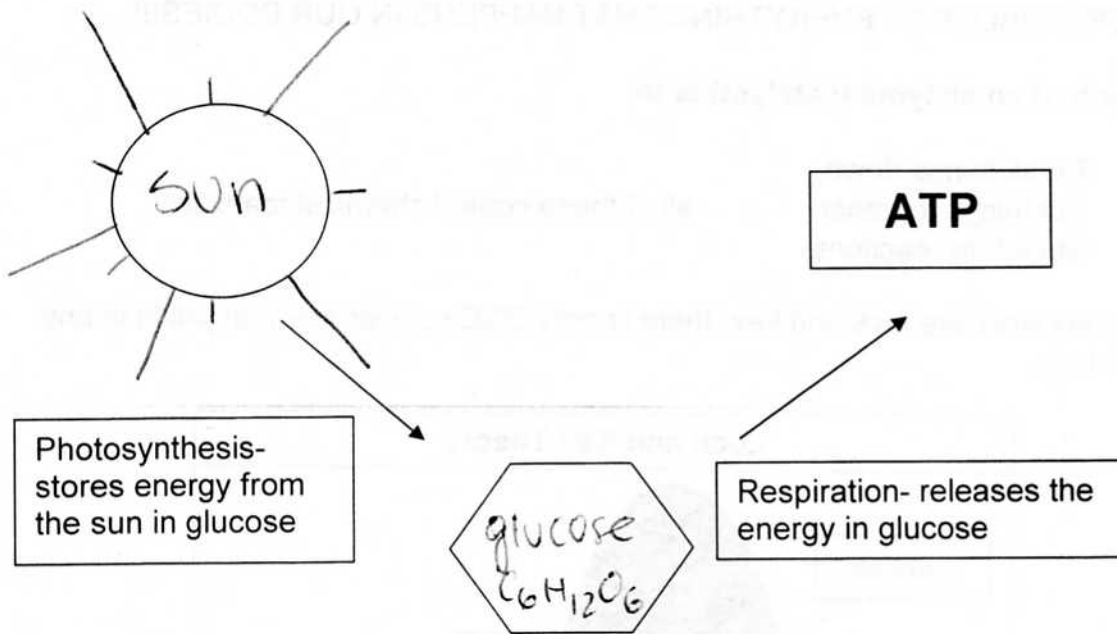 sun
ATP
Photosynthesis-
stores energy from
the sun in glucose
Respiration- releases the
energy in glucose
glucose
C₆H₁₂O₆